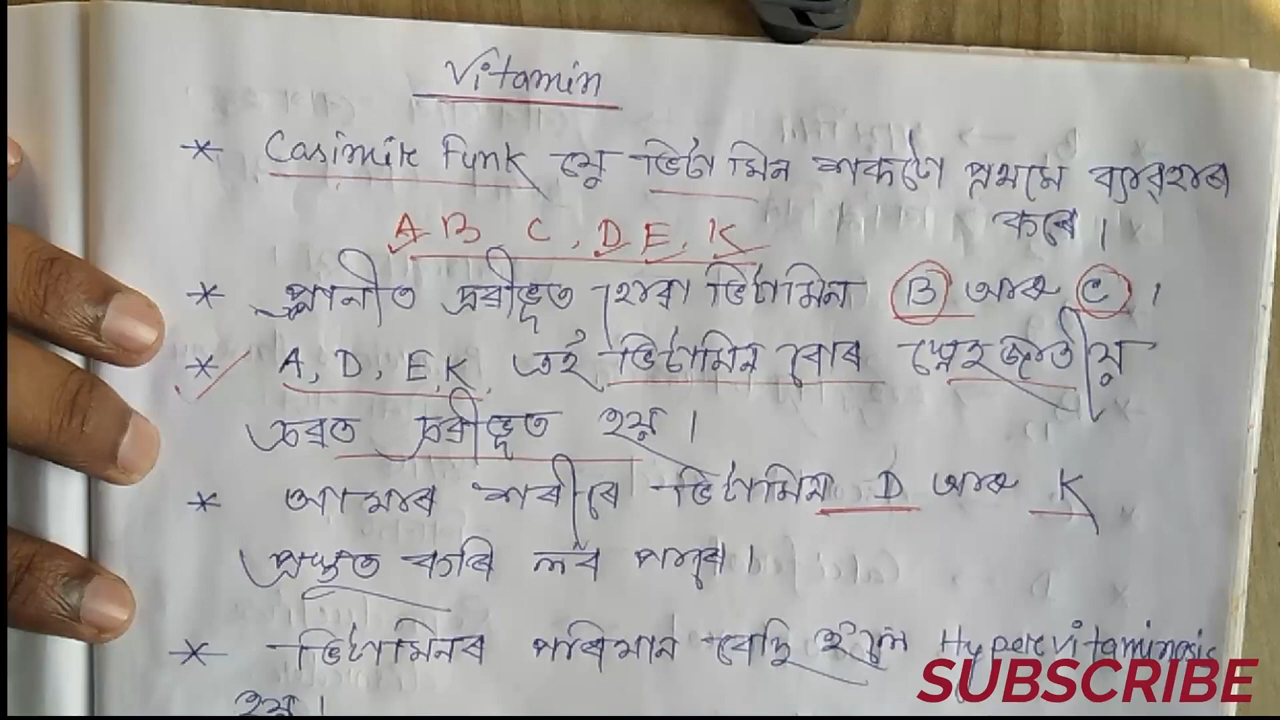 Vitamin
* Casimir Funk য়ে ভিটামিন শব্দটো প্ৰথমে ব্যৱহাৰ
কৰে।
A B C, D, E, K
* পানীত দ্ৰৱীভূত হোৱা ভিটামিন B আৰু C ।
* A, D, E, K এই ভিটামিন বোৰ স্নেহজাতীয়
দ্ৰব্যত দ্ৰৱীভূত হয়।
* আমাৰ শৰীৰে ভিটামিন D আৰু K
প্ৰস্তুত কৰি লব পাৰে।
* ভিটামিনৰ পৰিমাণ বেছি হ'লে Hypervitaminosis
হয়।
SUBSCRIBE